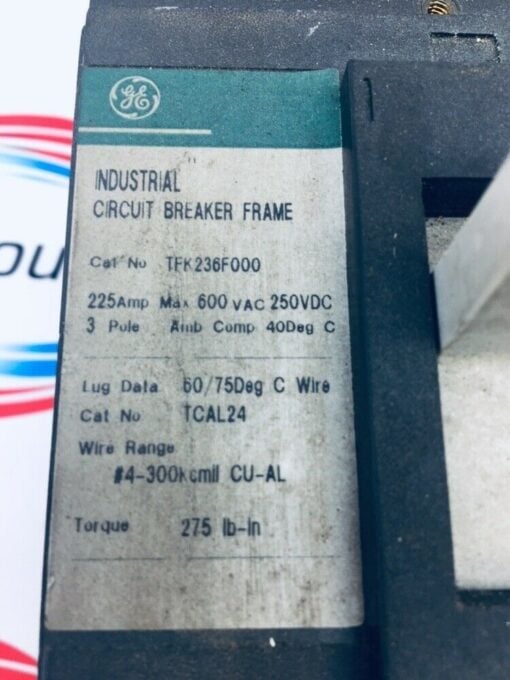 GE
INDUSTRIAL
CIRCUIT BREAKER FRAME
Cat No TFK236F000
225Amp Max 600 VAC 250VDC
3 Pole Amb Comp 40Deg C
Lug Data 60/75Deg C Wire
Cat No TCAL24
Wire Range
#4-300kcmil CU-AL
Torque 275 lb-in
ou